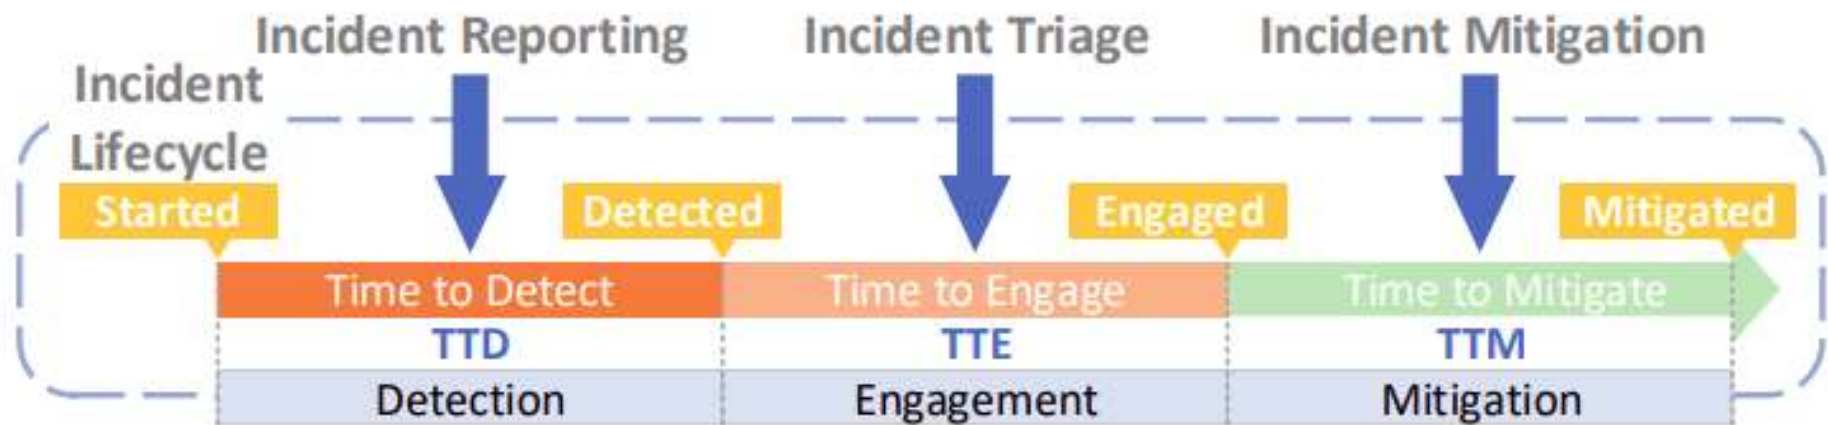 Incident Reporting
Incident Triage
Incident Mitigation
Incident
Lifecycle
Started
Detected
Engaged
Mitigated
Time to Detect
Time to Engage
Time to Mitigate
TTD
TTE
TTM
Detection
Engagement
Mitigation